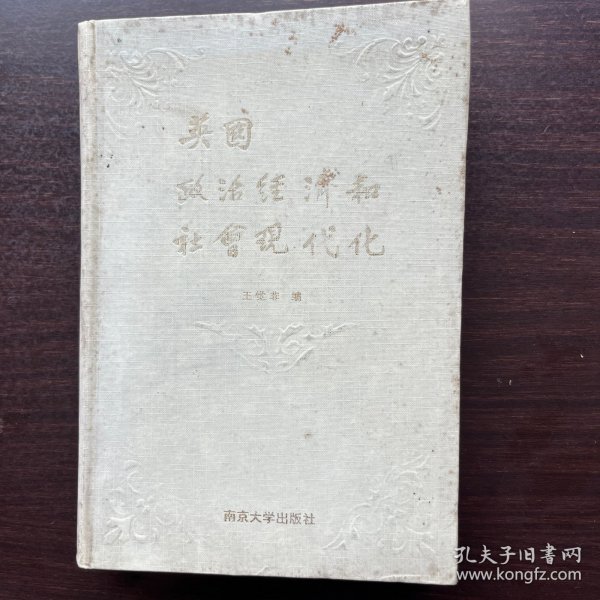 英国
政治经济和
社會现代化
王觉非 编
南京大学出版社
孔夫子旧书网
www.kongfz.com